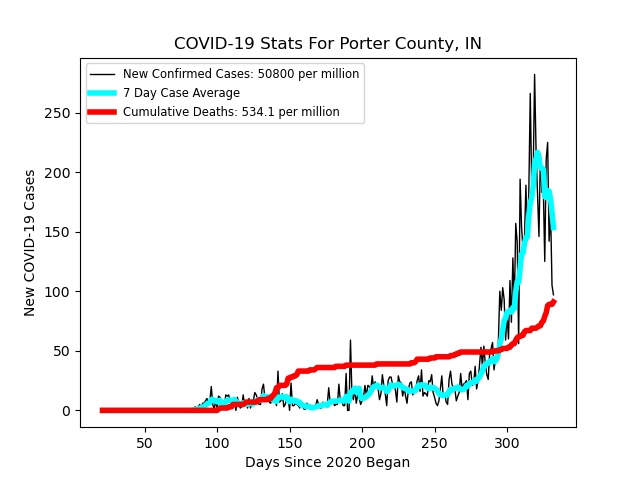 COVID-19 Stats For Porter County, IN
New Confirmed Cases: 50800 per million
7 Day Case Average
Cumulative Deaths: 534.1 per million
New COVID-19 Cases
250
200
150
100
50
0
50 100 150 200 250 300
Days Since 2020 Began